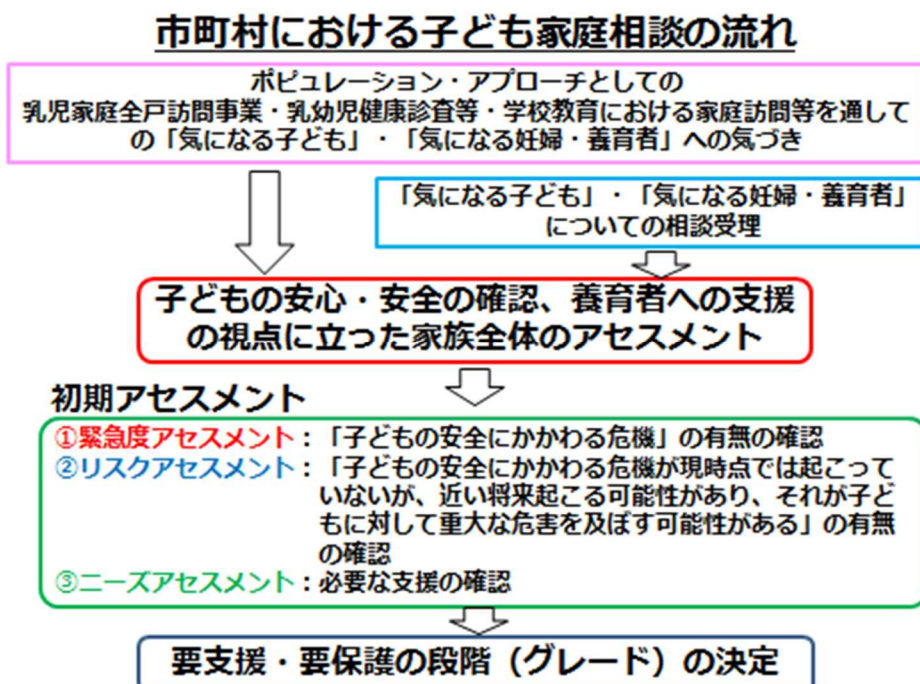 市町村における子ども家庭相談の流れ
ポピュレーション・アプローチとしての
乳児家庭全戸訪問事業・乳幼児健康診査等・学校教育における家庭訪問等を通して
の「気になる子ども」・「気になる妊婦・養育者」への気づき
「気になる子ども」・「気になる妊婦・養育者」
についての相談受理
子どもの安心・安全の確認、養育者への支援
の視点に立った家族全体のアセスメント
初期アセスメント
①緊急度アセスメント：「子どもの安全にかかわる危機」の有無の確認
②リスクアセスメント：「子どもの安全にかかわる危機が現時点では起こって
いないが、近い将来起こる可能性があり、それが子ど
もに対して重大な危害を及ぼす可能性がある」の有無
の確認
③ニーズアセスメント：必要な支援の確認
要支援・要保護の段階（グレード）の決定